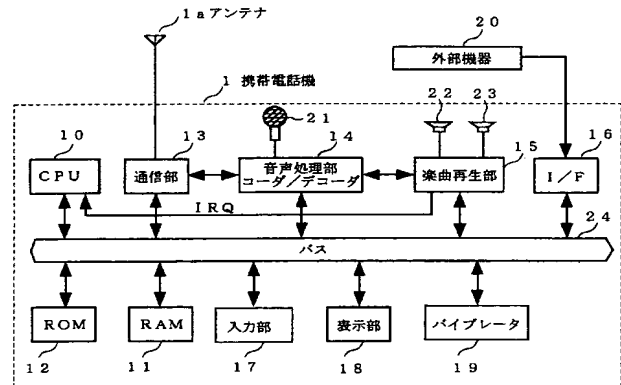 1a アンテナ
20
外部機器
1 携帯電話機
21
22
23
10
13
14
15
16
CPU
通信部
音声処理部
コーダ/デコーダ
楽曲再生部
I/F
IRQ
24
バス
ROM
RAM
入力部
表示部
バイブレータ
12
11
17
18
19